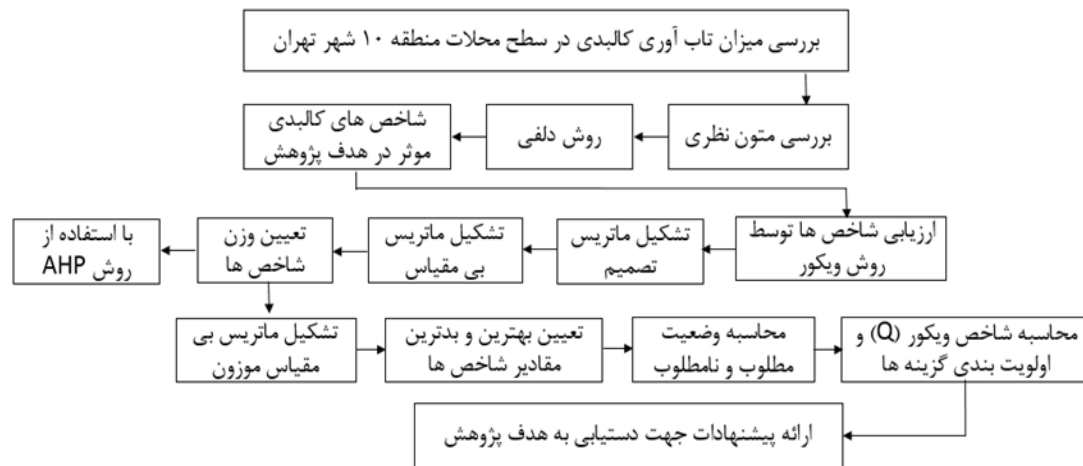 بررسی میزان تاب آوری کالبدی در سطح محلات منطقه ۱۰ شهر تهران
بررسی متون نظری
روش دلفی
شاخص های کالبدی
موثر در هدف پژوهش
ارزیابی شاخص ها توسط
روش ویکور
تشکیل ماتریس
تصمیم
تشکیل ماتریس
بی مقیاس
تعیین وزن
شاخص ها
با استفاده از
روش AHP
تشکیل ماتریس بی
مقیاس موزون
تعیین بهترین و بدترین
مقادیر شاخص ها
محاسبه وضعیت
مطلوب و نامطلوب
محاسبه شاخص ویکور (Q) و
اولویت بندی گزینه ها
ارائه پیشنهادات جهت دستیابی به هدف پژوهش